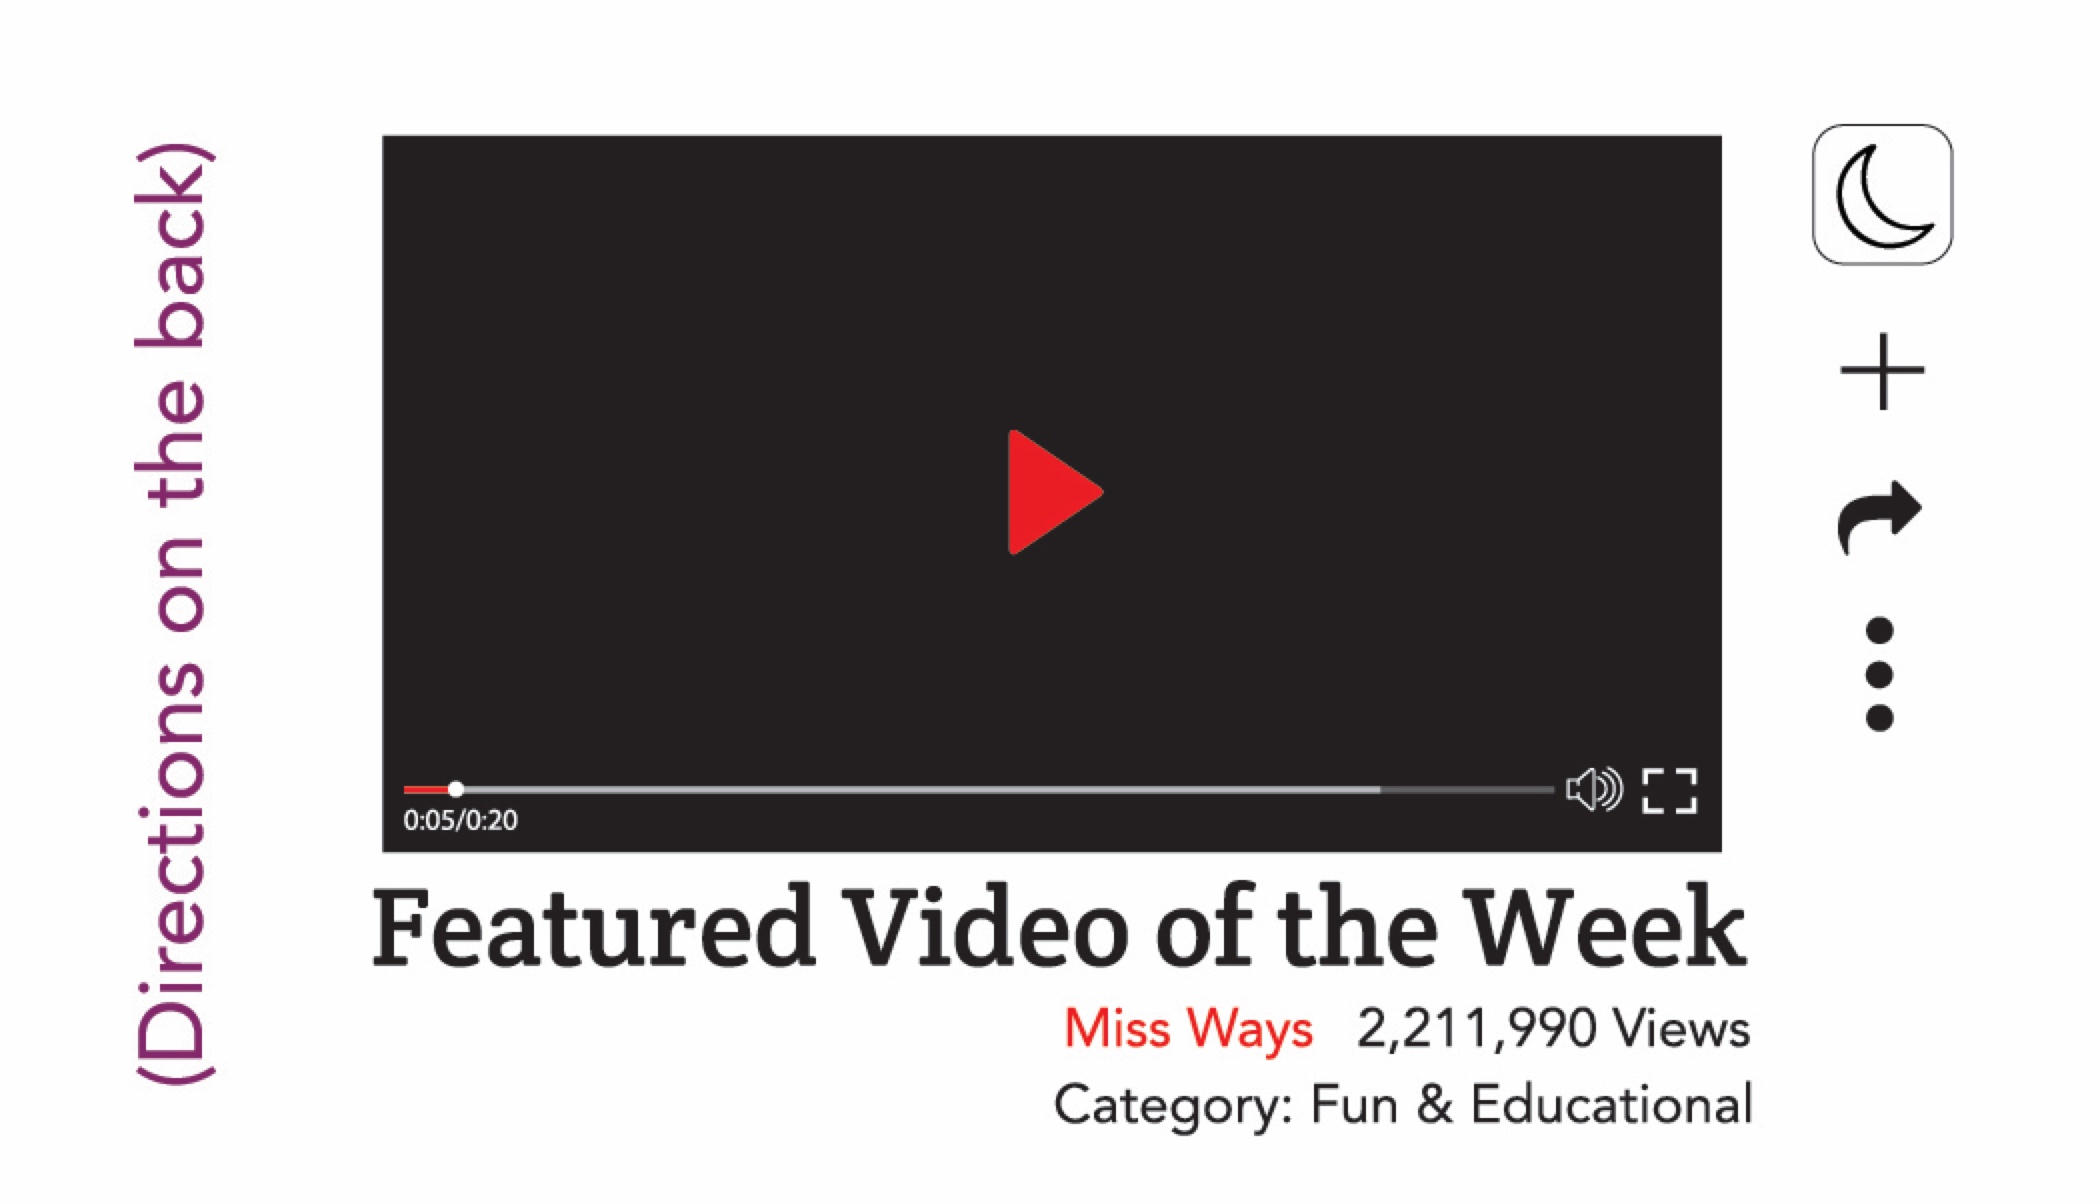 (Directions on the back)
0:05/0:20
Featured Video of the Week
Miss Ways 2,211,990 Views
Category: Fun & Educational